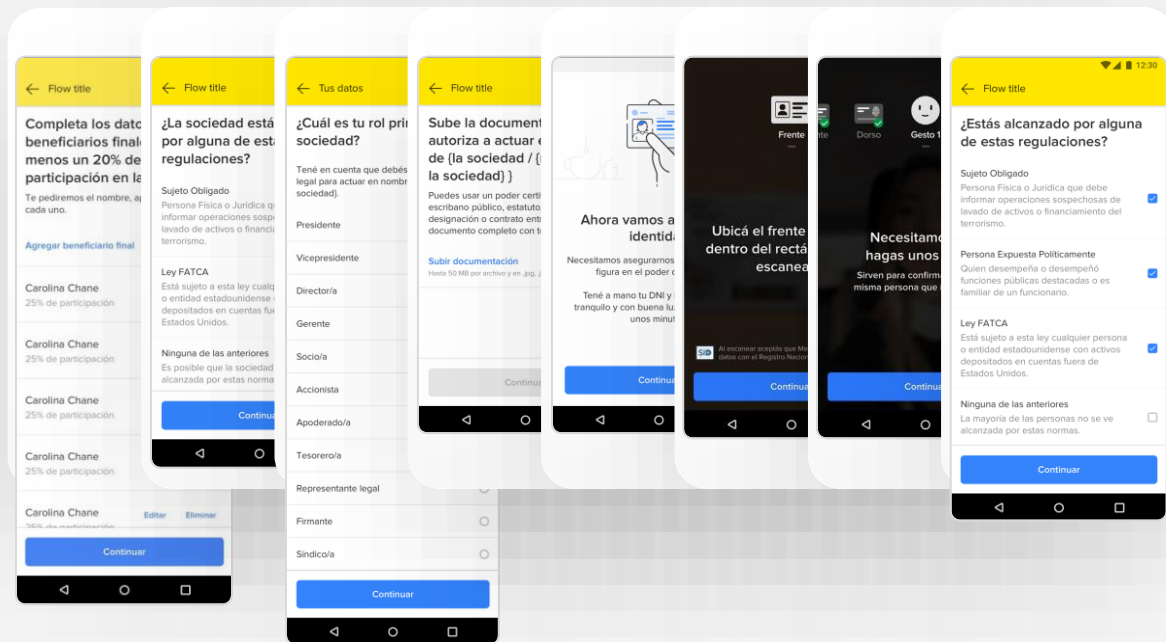 Flow title
Completa los dato
beneficiarios final
menos un 20% de
participación en la
Te pediremos el nombre, a
cada uno.
Agregar beneficiario final
Carolina Chane
25% de participación
Carolina Chane
25% de participación
Carolina Chane
25% de participación
Carolina Chane
25% de participación
Carolina Chane
Editar Eliminar
25% de participación
Continuar
Flow title
¿La sociedad está
por alguna de esta
regulaciones?
Sujeto Obligado
Persona Física o Jurídica q
informar operaciones sospe
lavado de activos o financi
terrorismo.
Ley FATCA
Está sujeto a esta ley cualq
o entidad estadounidense
depositados en cuentas fue
Estados Unidos.
Ninguna de las anteriores
Es posible que la sociedad
alcanzada por estas norma
Continua
Tus datos
¿Cuál es tu rol prin
sociedad?
Tené en cuenta que debés
legal para actuar en nombr
sociedad}.
Presidente
Vicepresidente
Director/a
Gerente
Socio/a
Accionista
Apoderado/a
Tesorero/a
Representante legal
Firmante
Síndico/a
Continuar
Flow title
Sube la document
autoriza a actuar e
de {la sociedad / {
la sociedad} }
Puedes usar un poder certi
escribano público, estatuto
designación o contrato entr
documento completo con t
Subir documentación
Hasta 50 MB por archivo y en .jpg, .j
Continua
Ahora vamos a
identida
Necesitamos asegurarnos
figura en el poder
Tené a mano tu DNI y
tranquilo y con buena lu
unos minut
Continua
Frente
Ubicá el frente
dentro del rectá
escanea
SID
Al escanear aceptás que Me
datos con el Registro Nacion
Continua
nte
Dorso
Gesto 1
Necesitamo
hagas unos
Sirven para confirma
misma persona que
Continua
12:30
Flow title
¿Estás alcanzado por alguna
de estas regulaciones?
Sujeto Obligado
Persona Física o Jurídica que debe
informar operaciones sospechosas de
lavado de activos o financiamiento del
terrorismo.
Persona Expuesta Políticamente
Quien desempeña o desempeñó
funciones públicas destacadas o es
familiar de un funcionario.
Ley FATCA
Está sujeto a esta ley cualquier persona
o entidad estadounidense con activos
depositados en cuentas fuera de
Estados Unidos.
Ninguna de las anteriores
La mayoría de las personas no se ve
alcanzada por estas normas.
Continuar